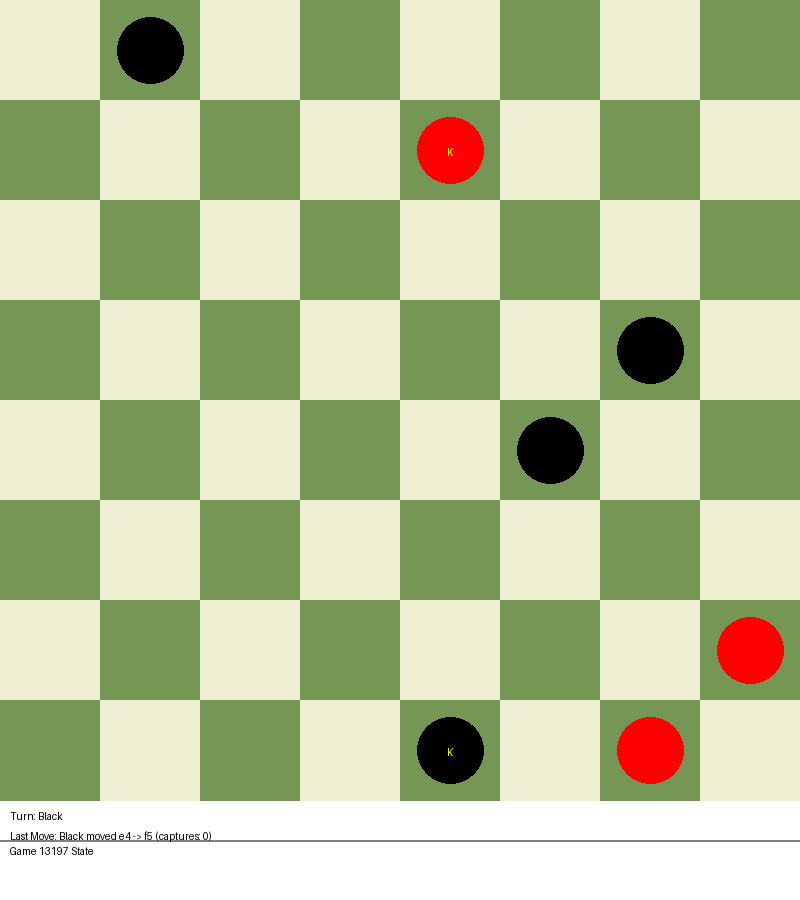 K
K
Turn: Black
Last Move: Black moved e4 -> f5 (captures: 0)
Game 13197 State